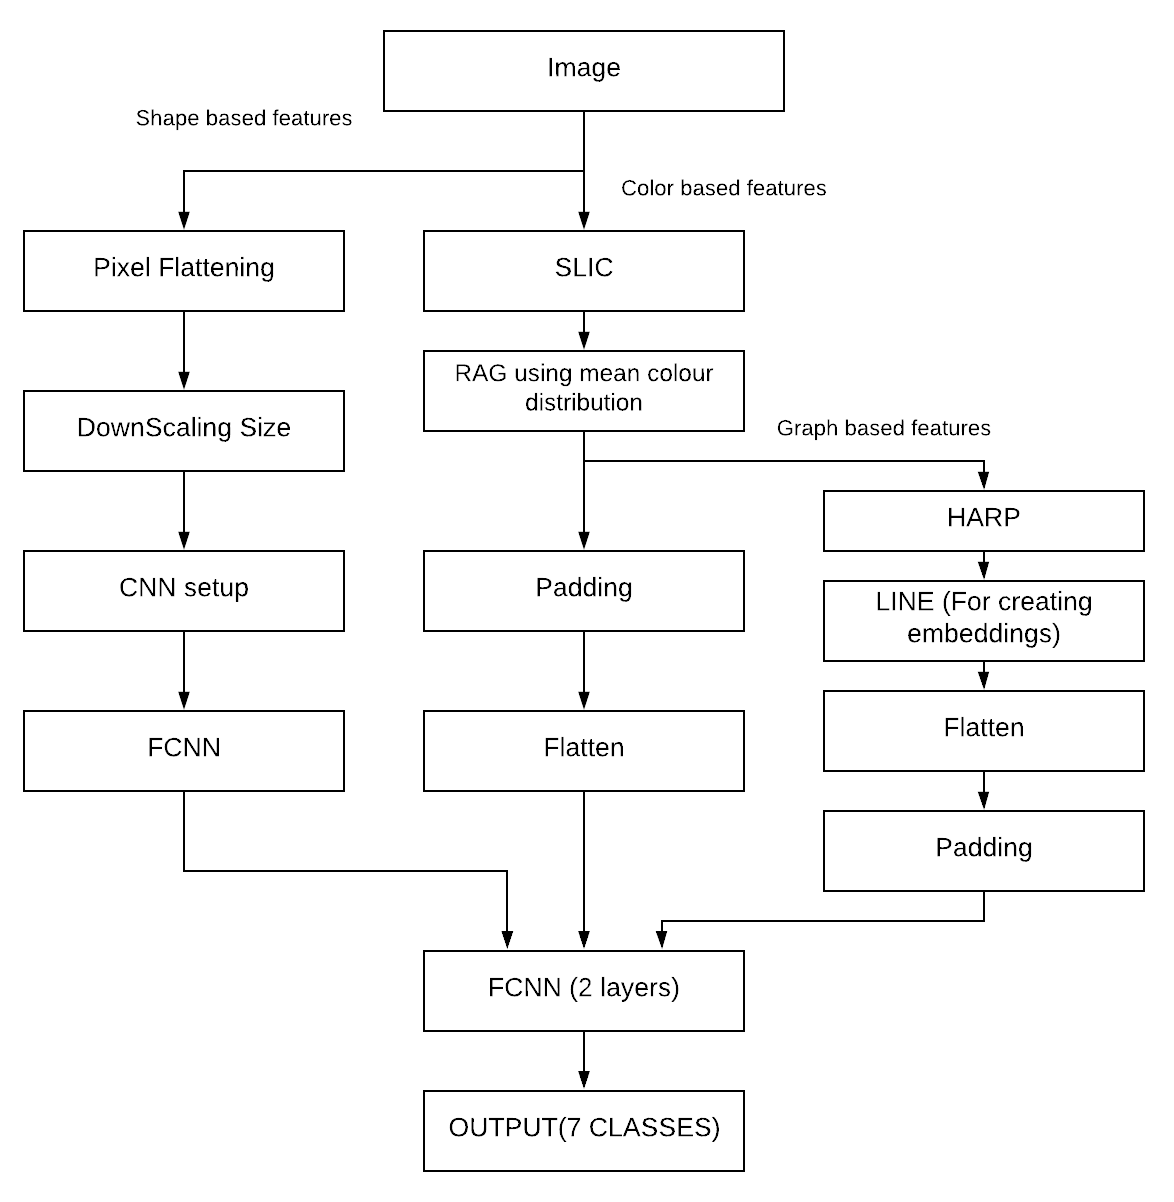 Image
Shape based features
Color based features
Pixel Flattening
SLIC
RAG using mean colour
distribution
DownScaling Size
Graph based features
HARP
CNN setup
Padding
LINE (For creating
embeddings)
FCNN
Flatten
Flatten
Padding
FCNN (2 layers)
OUTPUT(7 CLASSES)